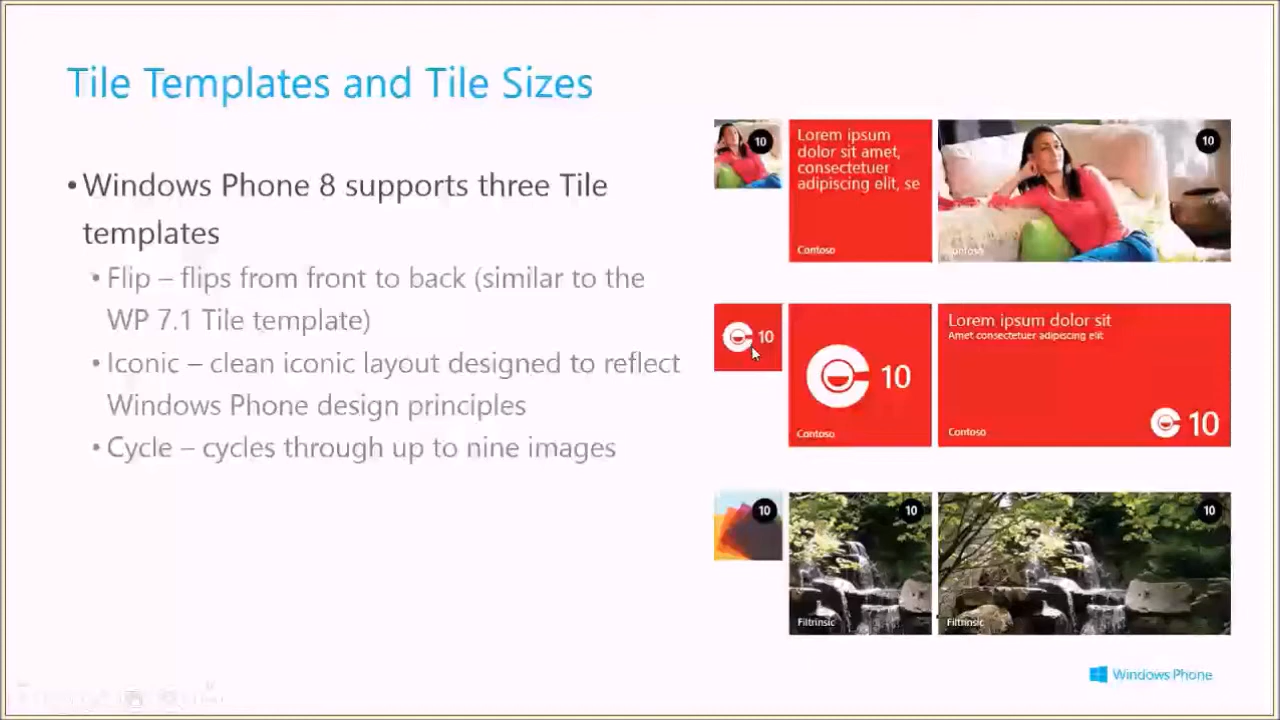 Tile Templates and Tile Sizes
• Windows Phone 8 supports three Tile
templates
• Flip – flips from front to back (similar to the
WP 7.1 Tile template)
• Iconic – clean iconic layout designed to reflect
Windows Phone design principles
• Cycle – cycles through up to nine images
10
Lorem ipsum
dolor sit amet,
consectetuer
adipiscing elit, se
Contoso
10
Contoso
10
10
Contoso
Lorem ipsum dolor sit
Amet consectetuer adipiscing elit
Contoso
10
10
10
Filtrinsic
10
Filtrinsic
Windows Phone